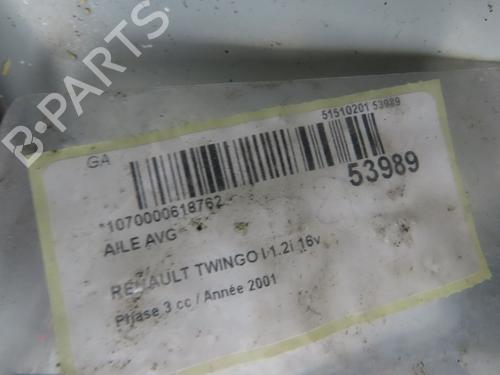 B-PARTS
GA
51510201 53989
53989
*1070000618762
AILE AVG
RENAULT TWINGO I 1.2i 16v
Phase 3 cc / Année 2001